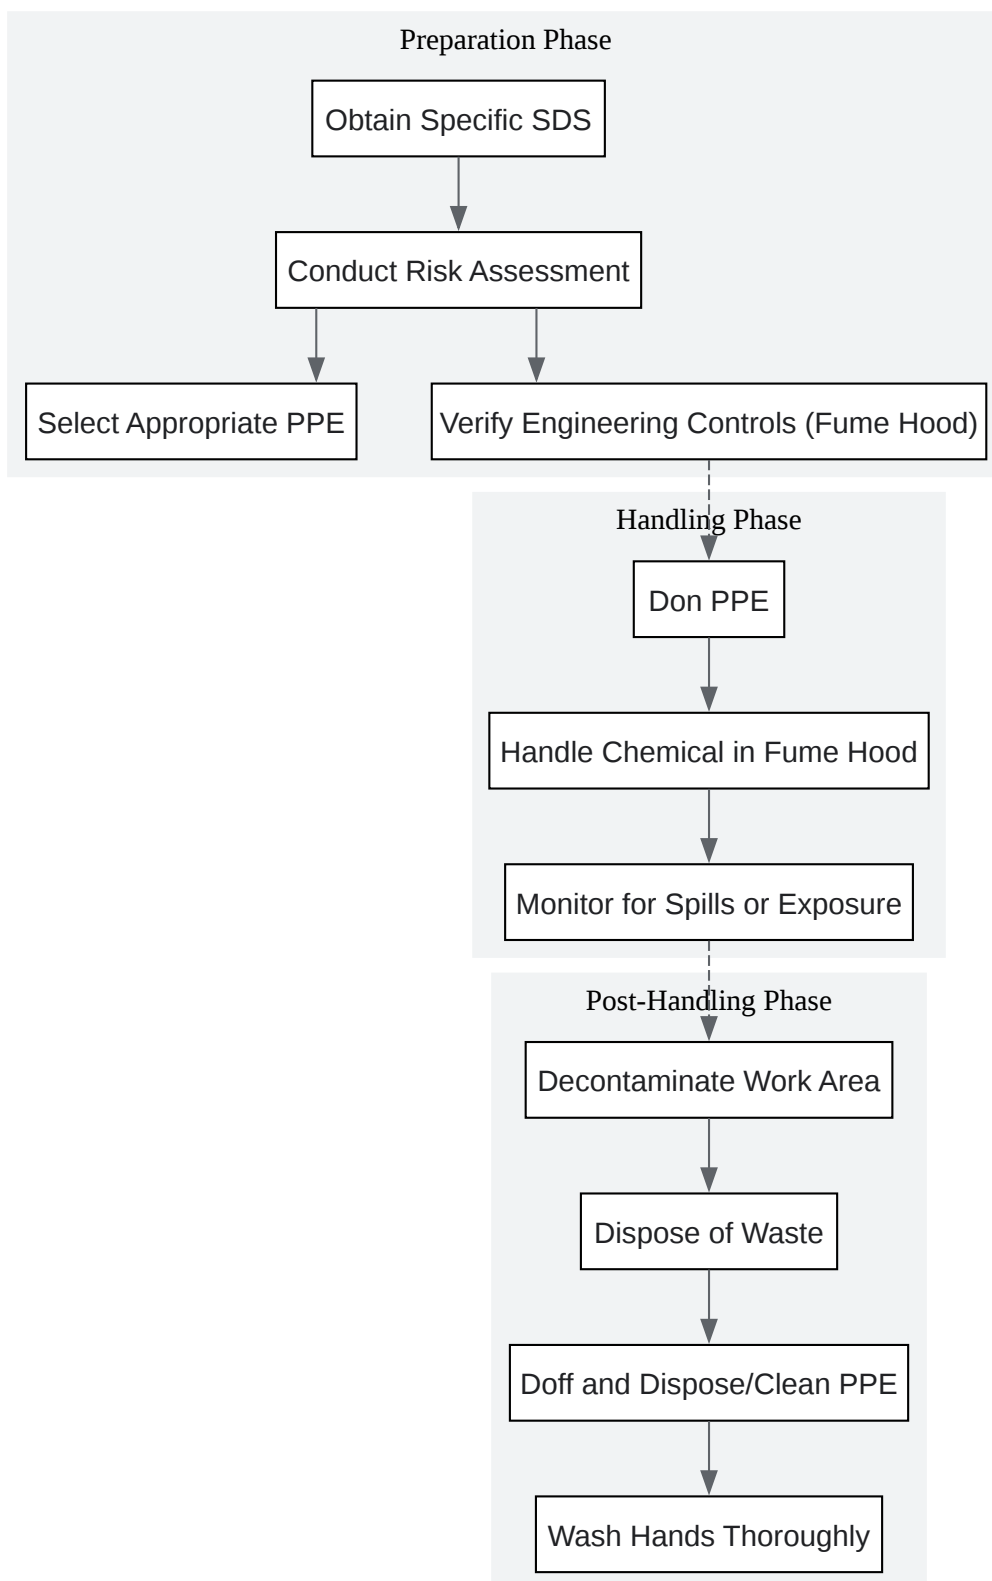 Preparation Phase
Obtain Specific SDS
Conduct Risk Assessment
Select Appropriate PPE
Verify Engineering Controls (Fume Hood)
Handling Phase
Don PPE
Handle Chemical in Fume Hood
Monitor for Spills or Exposure
Post-Handling Phase
Decontaminate Work Area
Dispose of Waste
Doff and Dispose/Clean PPE
Wash Hands Thoroughly